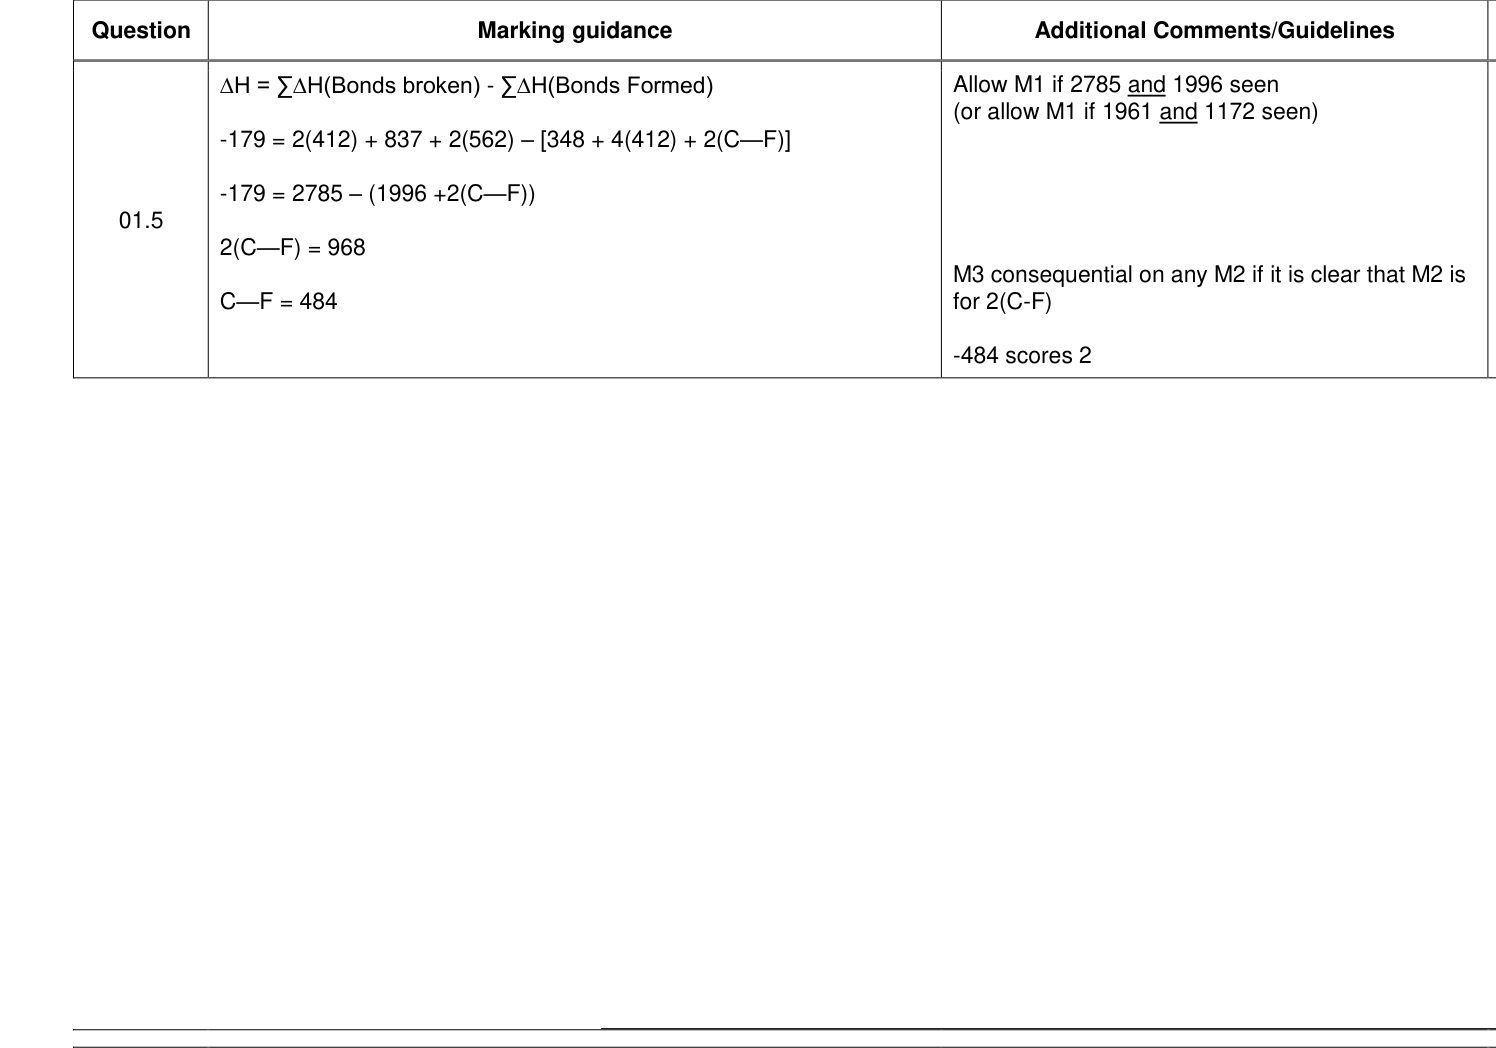 Question Marking guidance Additional Comments/Guidelines
01.5
∆H = ∑∆H(Bonds broken) - ∑∆H(Bonds Formed)
-179 = 2(412) + 837 + 2(562) – [348 + 4(412) + 2(C—F)]
-179 = 2785 – (1996 +2(C—F))
2(C—F) = 968
C—F = 484
Allow M1 if 2785 and 1996 seen
(or allow M1 if 1961 and 1172 seen)
M3 consequential on any M2 if it is clear that M2 is
for 2(C-F)
-484 scores 2